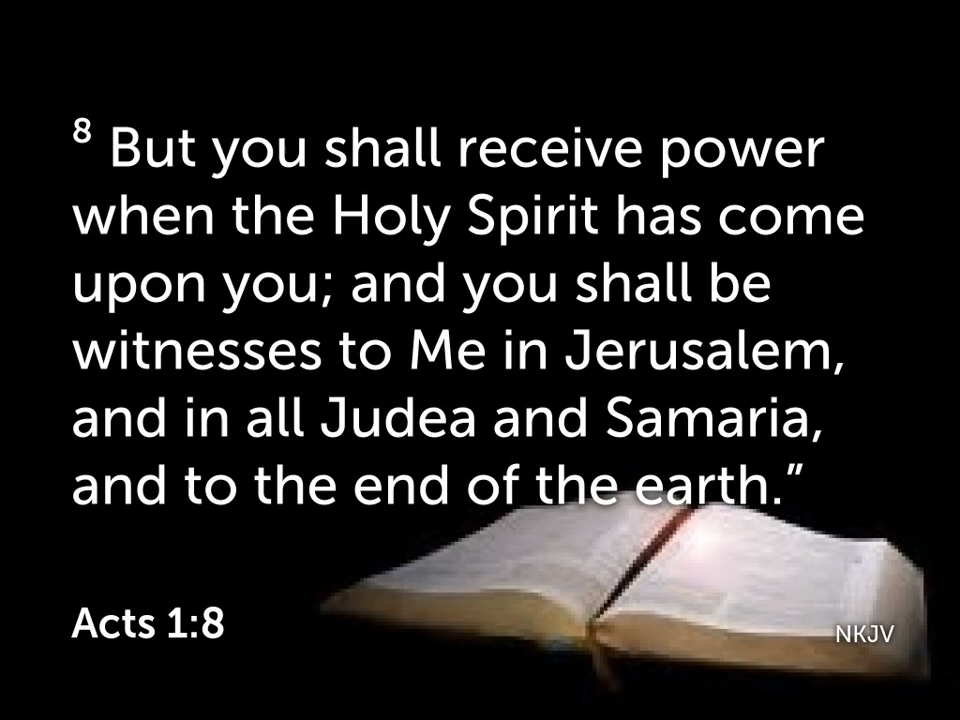 ⁸ But you shall receive power
when the Holy Spirit has come
upon you; and you shall be
witnesses to Me in Jerusalem,
and in all Judea and Samaria,
and to the end of the earth.”
Acts 1:8
NKJV